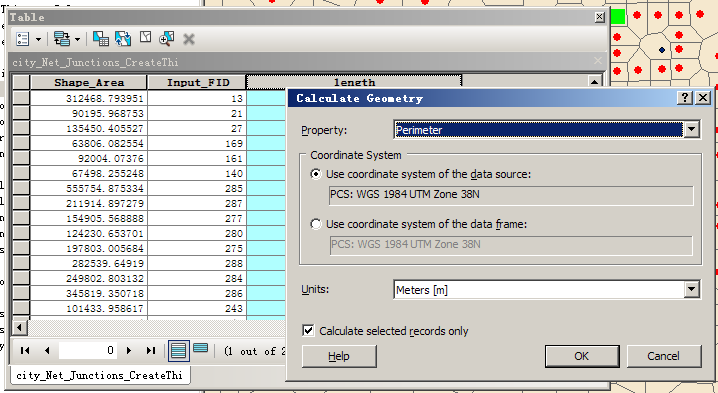 Table
city_Net_Junctions_CreateThi
Shape_Area Input_FID length
312468.793951 13
90195.968753 21
135450.405527 27
63806.082554 169
92004.07376 161
67498.255248 140
555754.875334 285
211914.897279 287
154905.568888 277
124230.653701 280
197803.005684 275
282539.64919 288
249802.803132 284
345819.350718 286
101433.958617 243
0 (1 out of 2
city_Net_Junctions_CreateThi
Calculate Geometry
Property: Perimeter
Coordinate System
Use coordinate system of the data source:
PCS: WGS 1984 UTM Zone 38N
Use coordinate system of the data frame:
PCS: WGS 1984 UTM Zone 38N
Units: Meters [m]
Calculate selected records only
Help OK Cancel